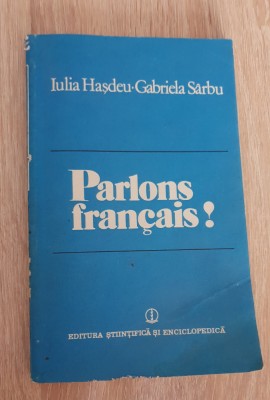 Iulia Hașdeu·Gabriela Sârbu
Parlons
français!
EDITURA ȘTIINȚIFICĂ ȘI ENCICLOPEDICĂ